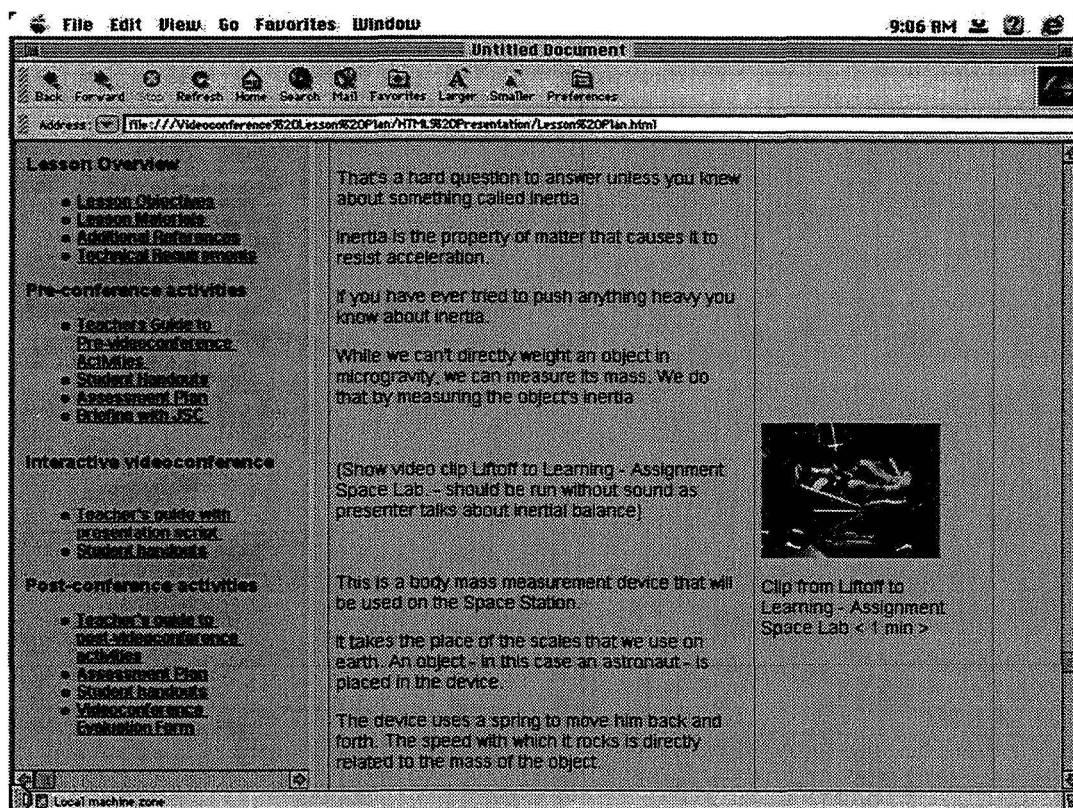 File Edit View Go Favorites Window 9:06 AM
Untitled Document
Back Forward Stop Refresh Home Search Mail Favorites Larger Smaller Preferences
Address: file:///Videoconference%20Lesson%20Plan/HTML%20Presentation/Lesson%20Plan.html
Lesson Overview
Lesson Objectives
Lesson Materials
Additional References
Technical Requirements
Pre-conference activities
Teachers Guide to
Pre-videoconference
Activities
Student Handouts
Assessment Plan
Briefing with JSC
Interactive videoconference
Teacher's guide with
presentation script
Student handouts
Post-conference activities
Teacher's guide to
post-videoconference
activities
Assessment Plan
Student handouts
Videoconference
Evaluation Form
That's a hard question to answer unless you knew
about something called inertia
Inertia is the property of matter that causes it to
resist acceleration.
If you have ever tried to push anything heavy you
know about inertia.
While we can't directly weight an object in
microgravity, we can measure its mass. We do
that by measuring the object's inertia
(Show video clip Liftoff to Learning - Assignment
Space Lab. - should be run without sound as
presenter talks about inertial balance)
This is a body mass measurement device that will
be used on the Space Station.
It takes the place of the scales that we use on
earth. An object - in this case an astronaut - is
placed in the device.
The device uses a spring to move him back and
forth. The speed with which it rocks is directly
related to the mass of the object.
Clip from Liftoff to
Learning - Assignment
Space Lab < 1 min >
Local machine zone